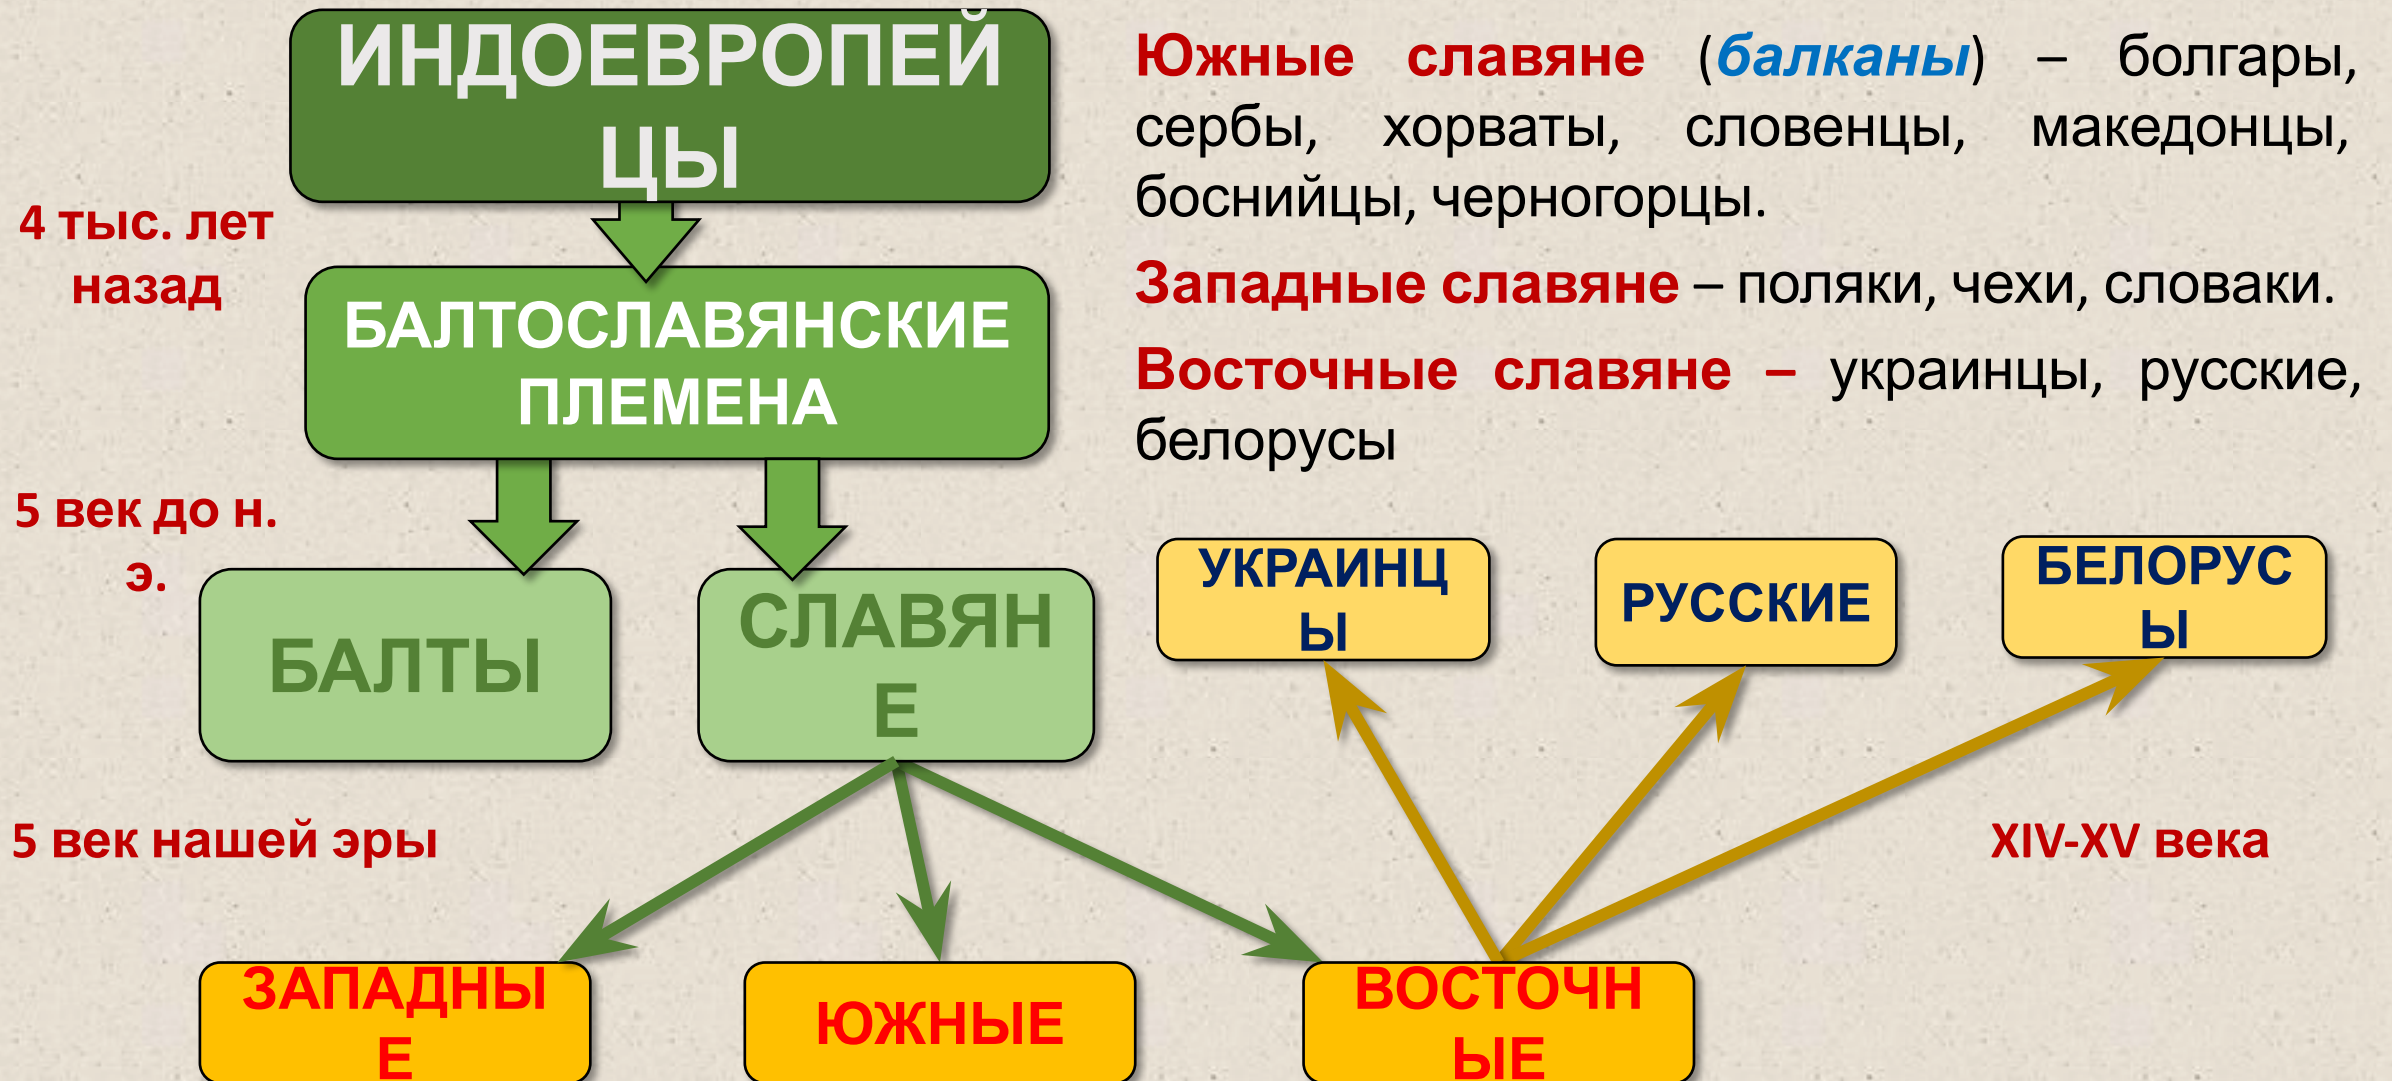 ИНДОЕВРОПЕЙ
ЦЫ
4 тыс. лет
назад
БАЛТОСЛАВЯНСКИЕ
ПЛЕМЕНА
5 век до н.
э.
БАЛТЫ
СЛАВЯН
Е
5 век нашей эры
ЗАПАДНЫ
Е
ЮЖНЫЕ
ВОСТОЧН
ЫЕ
Южные славяне (балканы) – болгары,
сербы, хорваты, словенцы, македонцы,
боснийцы, черногорцы.
Западные славяне – поляки, чехи, словаки.
Восточные славяне – украинцы, русские,
белорусы
УКРАИНЦ
Ы
РУССКИЕ
БЕЛОРУС
Ы
XIV-XV века